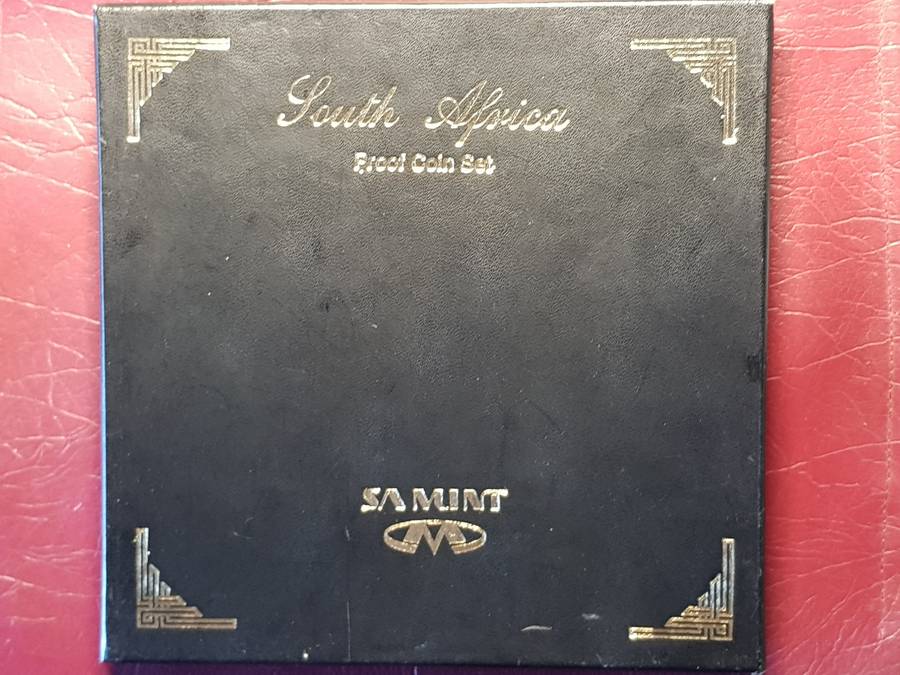 South Africa
Proof Coin Set
SA MINT